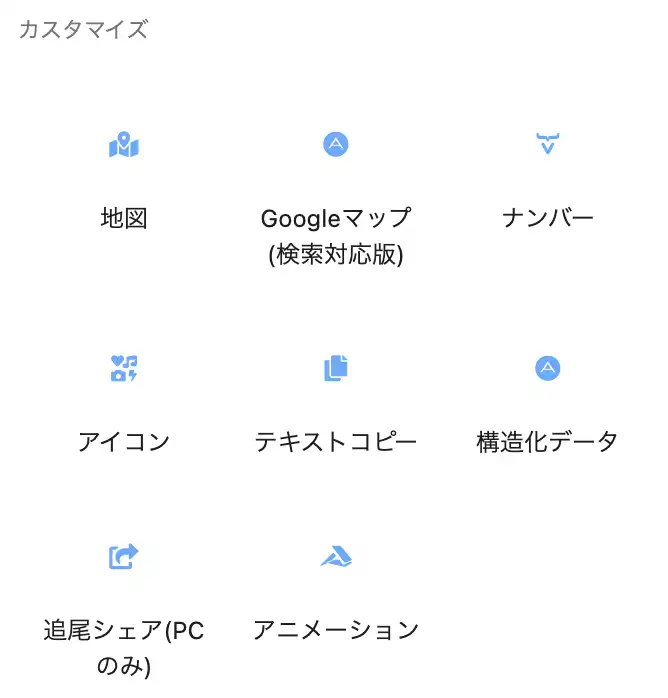 カスタマイズ
地図
Googleマップ
(検索対応版)
ナンバー
アイコン
テキストコピー
構造化データ
追尾シェア(PC
のみ)
アニメーション